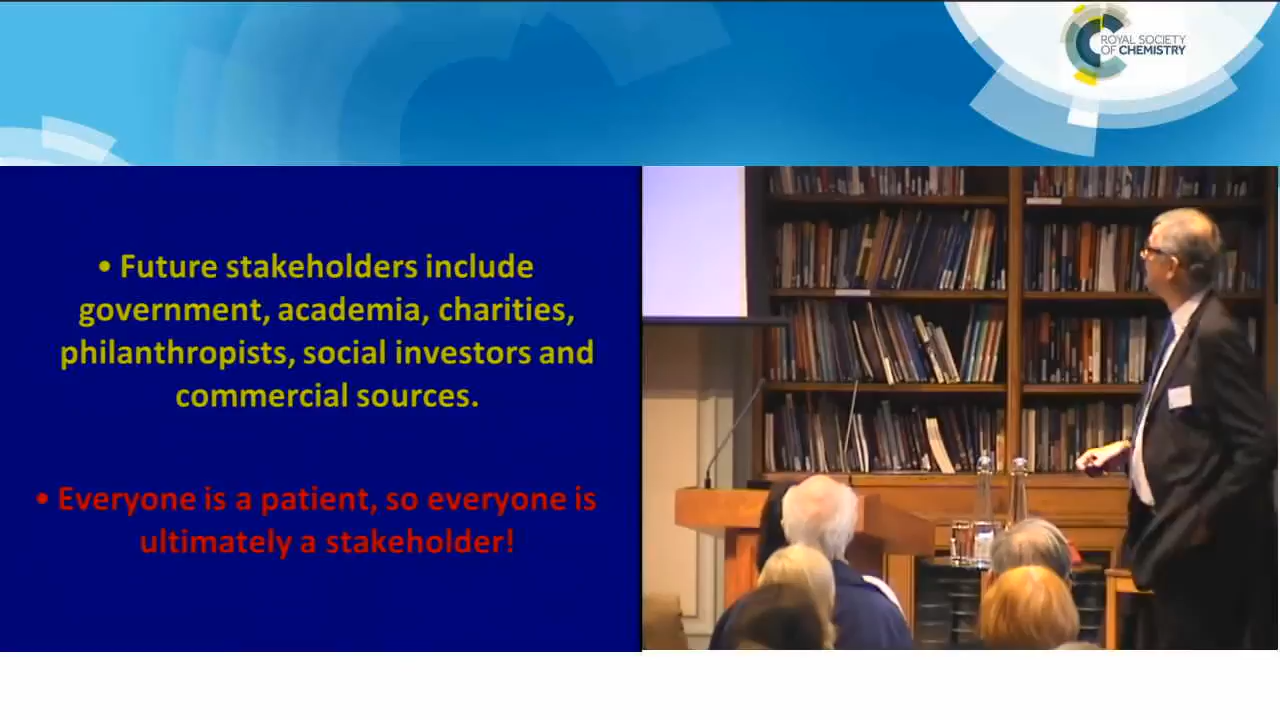 ROYAL SOCIETY
OF CHEMISTRY
• Future stakeholders include
government, academia, charities,
philanthropists, social investors and
commercial sources.
• Everyone is a patient, so everyone is
ultimately a stakeholder!